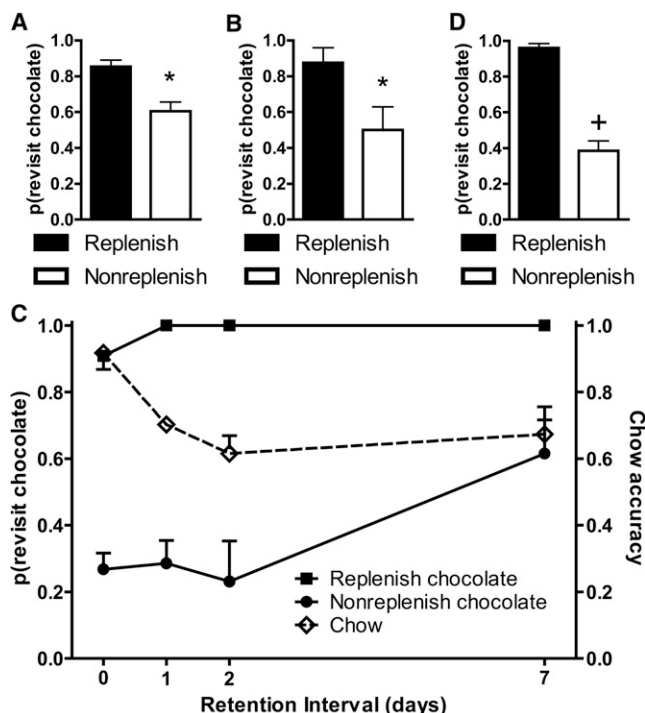 A
p(revisit chocolate)
1.0
0.8
0.6
0.4
0.2
0.0
*
Replenish
Nonreplenish
B
p(revisit chocolate)
1.0
0.8
0.6
0.4
0.2
0.0
*
Replenish
Nonreplenish
D
p(revisit chocolate)
1.0
0.8
0.6
0.4
0.2
0.0
+
Replenish
Nonreplenish
C
p(revisit chocolate)
1.0
0.8
0.6
0.4
0.2
0.0
Replenish chocolate
Nonreplenish chocolate
Chow
1.0
0.8
0.6
0.4
0.2
0.0
Chow accuracy
0 1 2 7
Retention Interval (days)